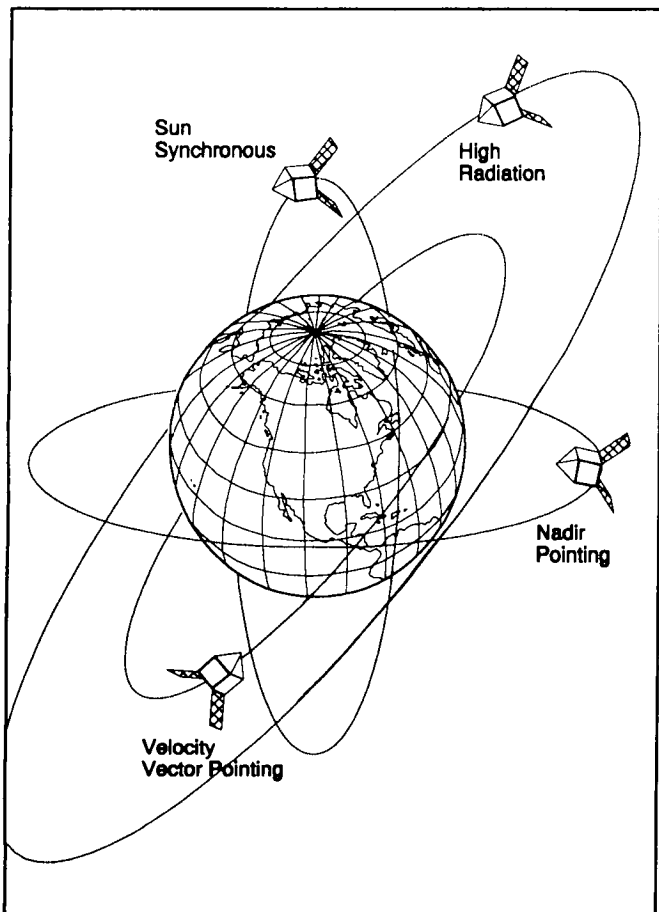 Sun
Synchronous
High
Radiation
Nadir
Pointing
Velocity
Vector Pointing